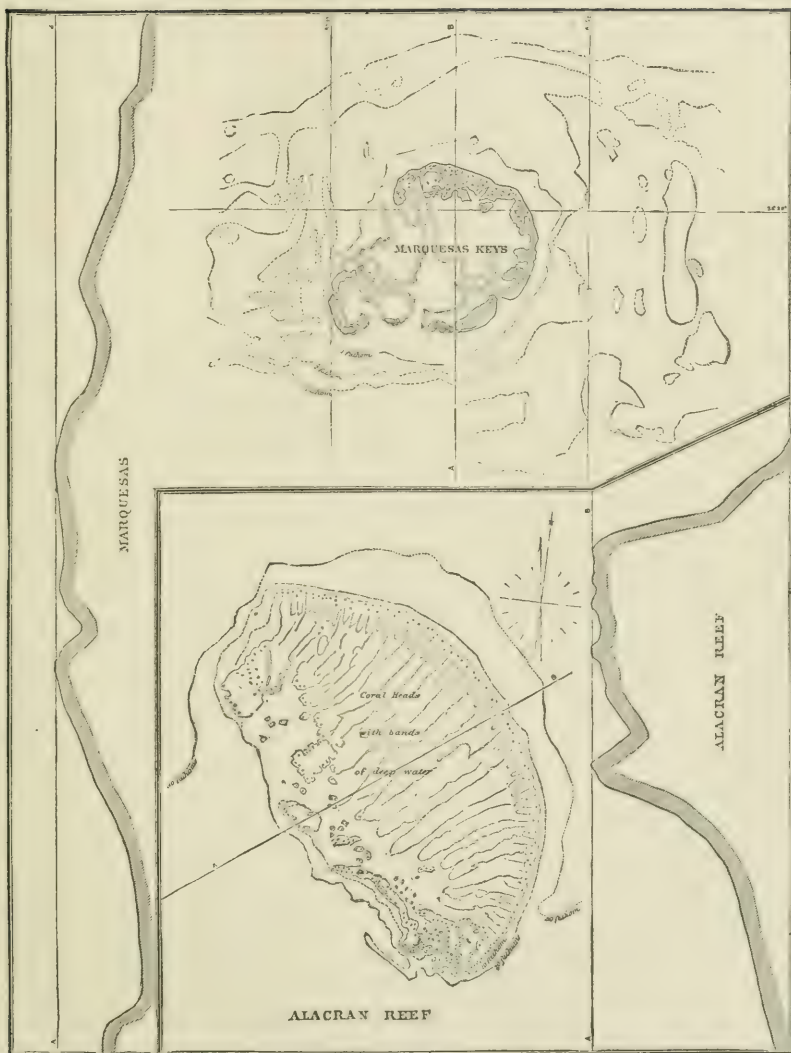 A
B
MARQUESAS KEYS
A
MARQUESAS
A
B
Coral Heads
with bands
of deep water
B
A
ALACRAN REEF
ALACRAN REEF
A